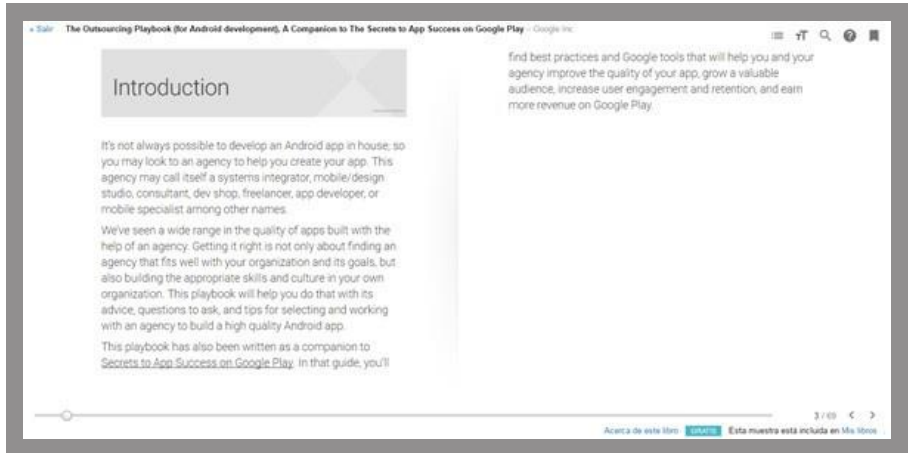 « Salir The Outsourcing Playbook (for Android development), A Companion to The Secrets to App Success on Google Play - Google Inc
Introduction
It's not always possible to develop an Android app in house, so
you may look to an agency to help you create your app. This
agency may call itself a systems integrator, mobile/design
studio, consultant, dev shop, freelancer, app developer, or
mobile specialist among other names.
We've seen a wide range in the quality of apps built with the
help of an agency. Getting it right is not only about finding an
agency that fits well with your organization and its goals, but
also building the appropriate skills and culture in your own
organization. This playbook will help you do that with its
advice, questions to ask, and tips for selecting and working
with an agency to build a high quality Android app.
This playbook has also been written as a companion to
Secrets to App Success on Google Play. In that guide, you'll
find best practices and Google tools that will help you and your
agency improve the quality of your app, grow a valuable
audience, increase user engagement and retention, and earn
more revenue on Google Play.
3 / 69
Acerca de este libro GRATIS Esta muestra está incluida en Mis libros